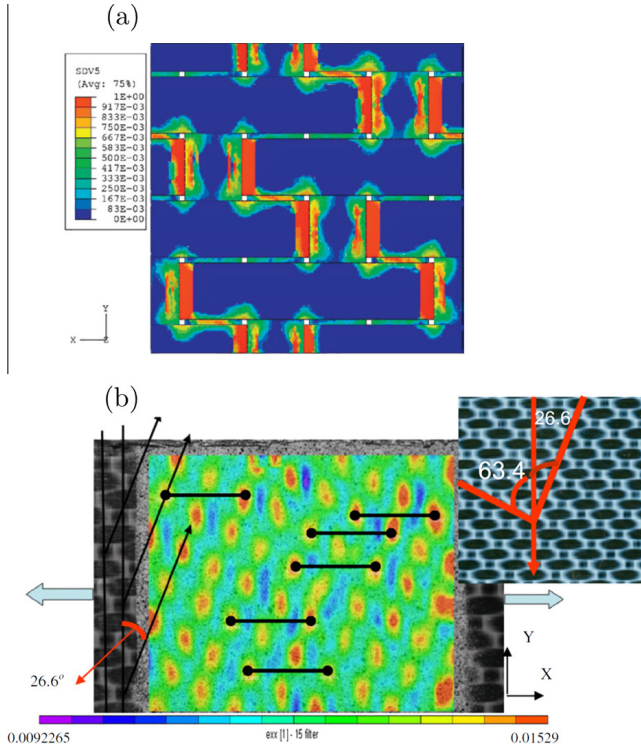 (a)
SDV5
(Avg: 75%)
1E+00
917E-03
833E-03
750E-03
667E-03
583E-03
500E-03
417E-03
333E-03
250E-03
167E-03
83E-03
0E+00
Y
X Z
(b)
26.6
63.4
26.6°
Y
X
0.0092265 exx [1] - 15 filter 0.01529